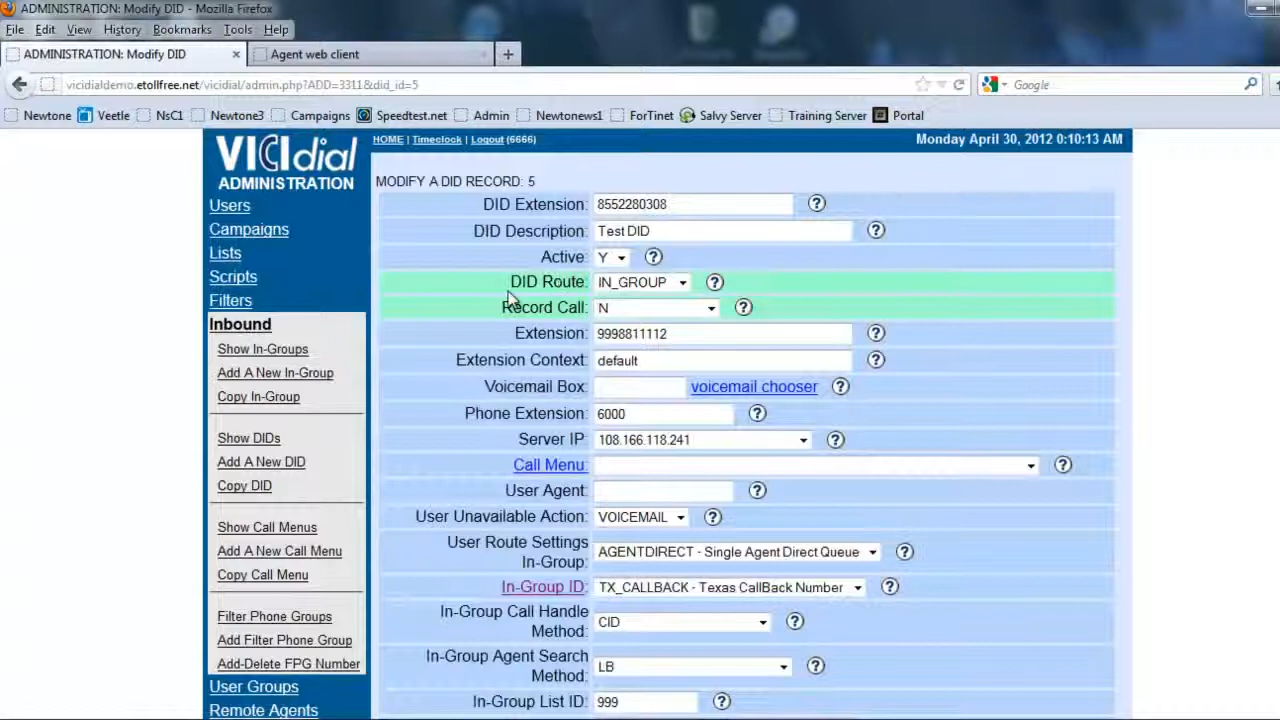 ADMINISTRATION: Modify DID - Mozilla Firefox
File Edit View History Bookmarks Tools Help
ADMINISTRATION: Modify DID × Agent web client +
vicidialdemo.etollfree.net/vicidial/admin.php?ADD=3311&did_id=5 Google
Newtone Veetle NsC1 Newtone3 Campaigns Speedtest.net Admin Newtonews1 ForTinet Salvy Server Training Server Portal
VICIdial
ADMINISTRATION
HOME | Timeclock | Logout (6666) Monday April 30, 2012 0:10:13 AM
Users
Campaigns
Lists
Scripts
Filters
Inbound
Show In-Groups
Add A New In-Group
Copy In-Group
Show DIDs
Add A New DID
Copy DID
Show Call Menus
Add A New Call Menu
Copy Call Menu
Filter Phone Groups
Add Filter Phone Group
Add-Delete FPG Number
User Groups
Remote Agents
MODIFY A DID RECORD: 5
DID Extension: 8552280308 ?
DID Description: Test DID ?
Active: Y ?
DID Route: IN_GROUP ?
Record Call: N ?
Extension: 9998811112 ?
Extension Context: default ?
Voicemail Box: voicemail chooser ?
Phone Extension: 6000 ?
Server IP: 108.166.118.241 ?
Call Menu: ?
User Agent: ?
User Unavailable Action: VOICEMAIL ?
User Route Settings
In-Group: AGENTDIRECT - Single Agent Direct Queue ?
In-Group ID: TX_CALLBACK - Texas CallBack Number ?
In-Group Call Handle
Method: CID ?
In-Group Agent Search
Method: LB ?
In-Group List ID: 999 ?